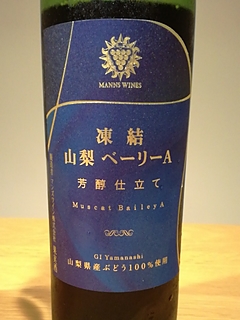 MANNS WINES
凍結
山梨 ベーリーA
芳醇仕立て
Muscat BaileyA
GI Yamanashi
山梨県産ぶどう100%使用